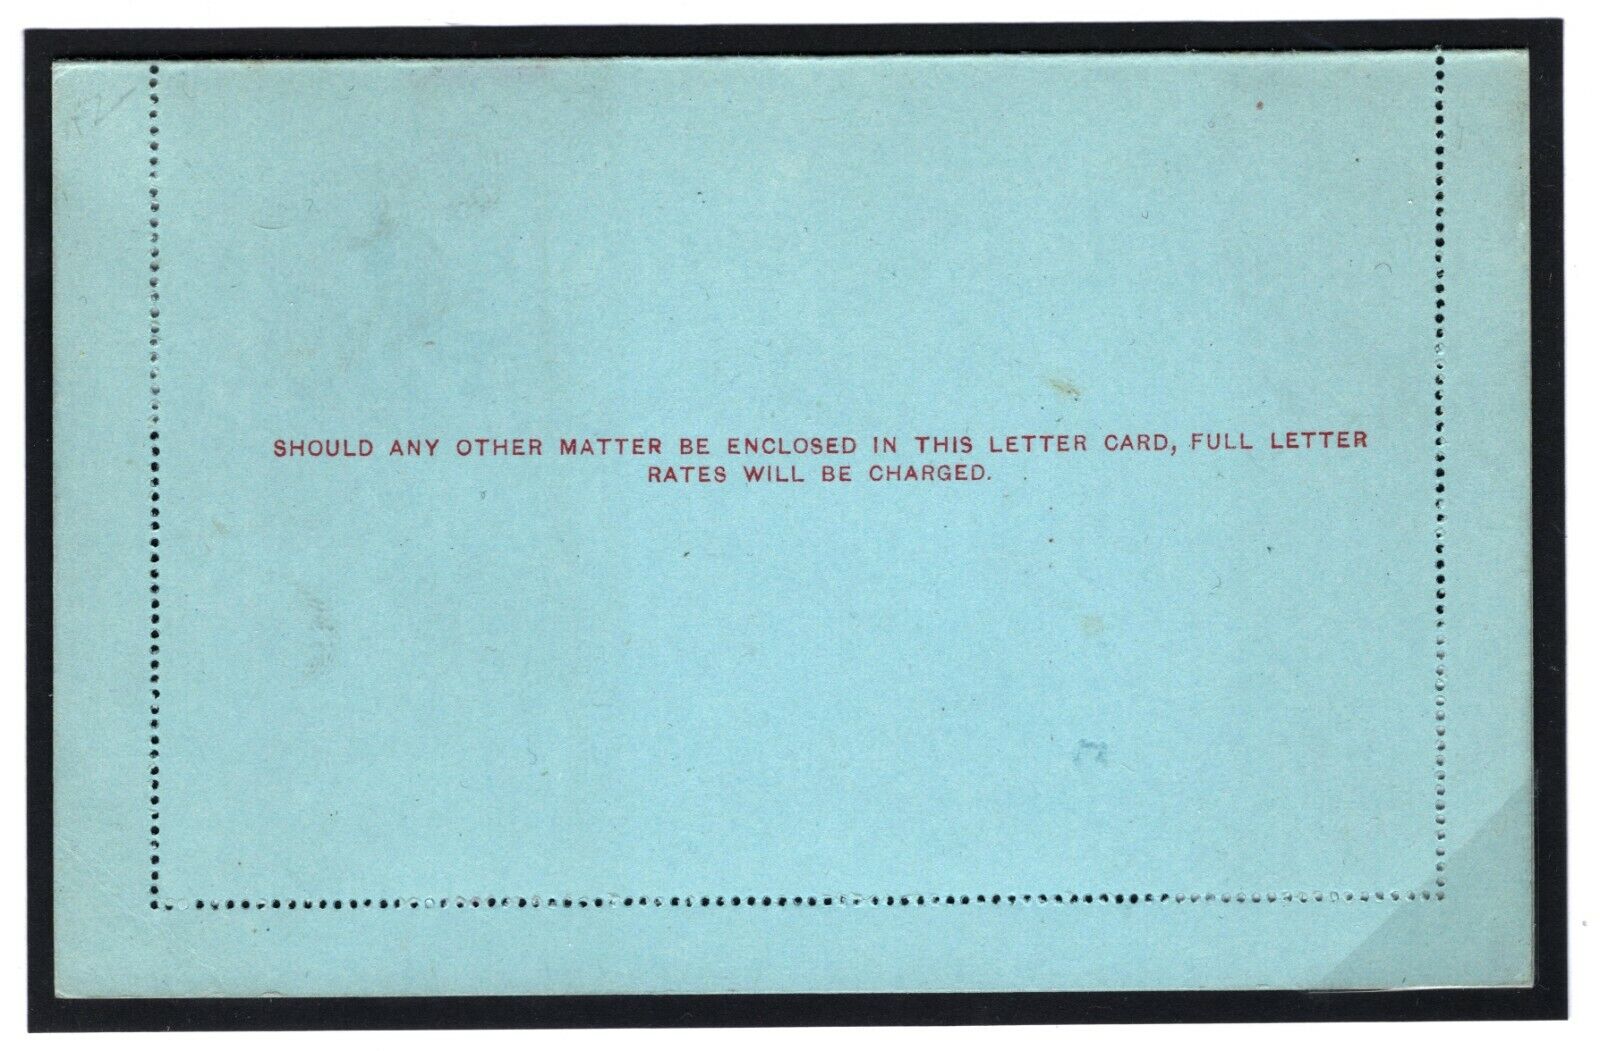 SHOULD ANY OTHER MATTER BE ENCLOSED IN THIS LETTER CARD, FULL LETTER
RATES WILL BE CHARGED.